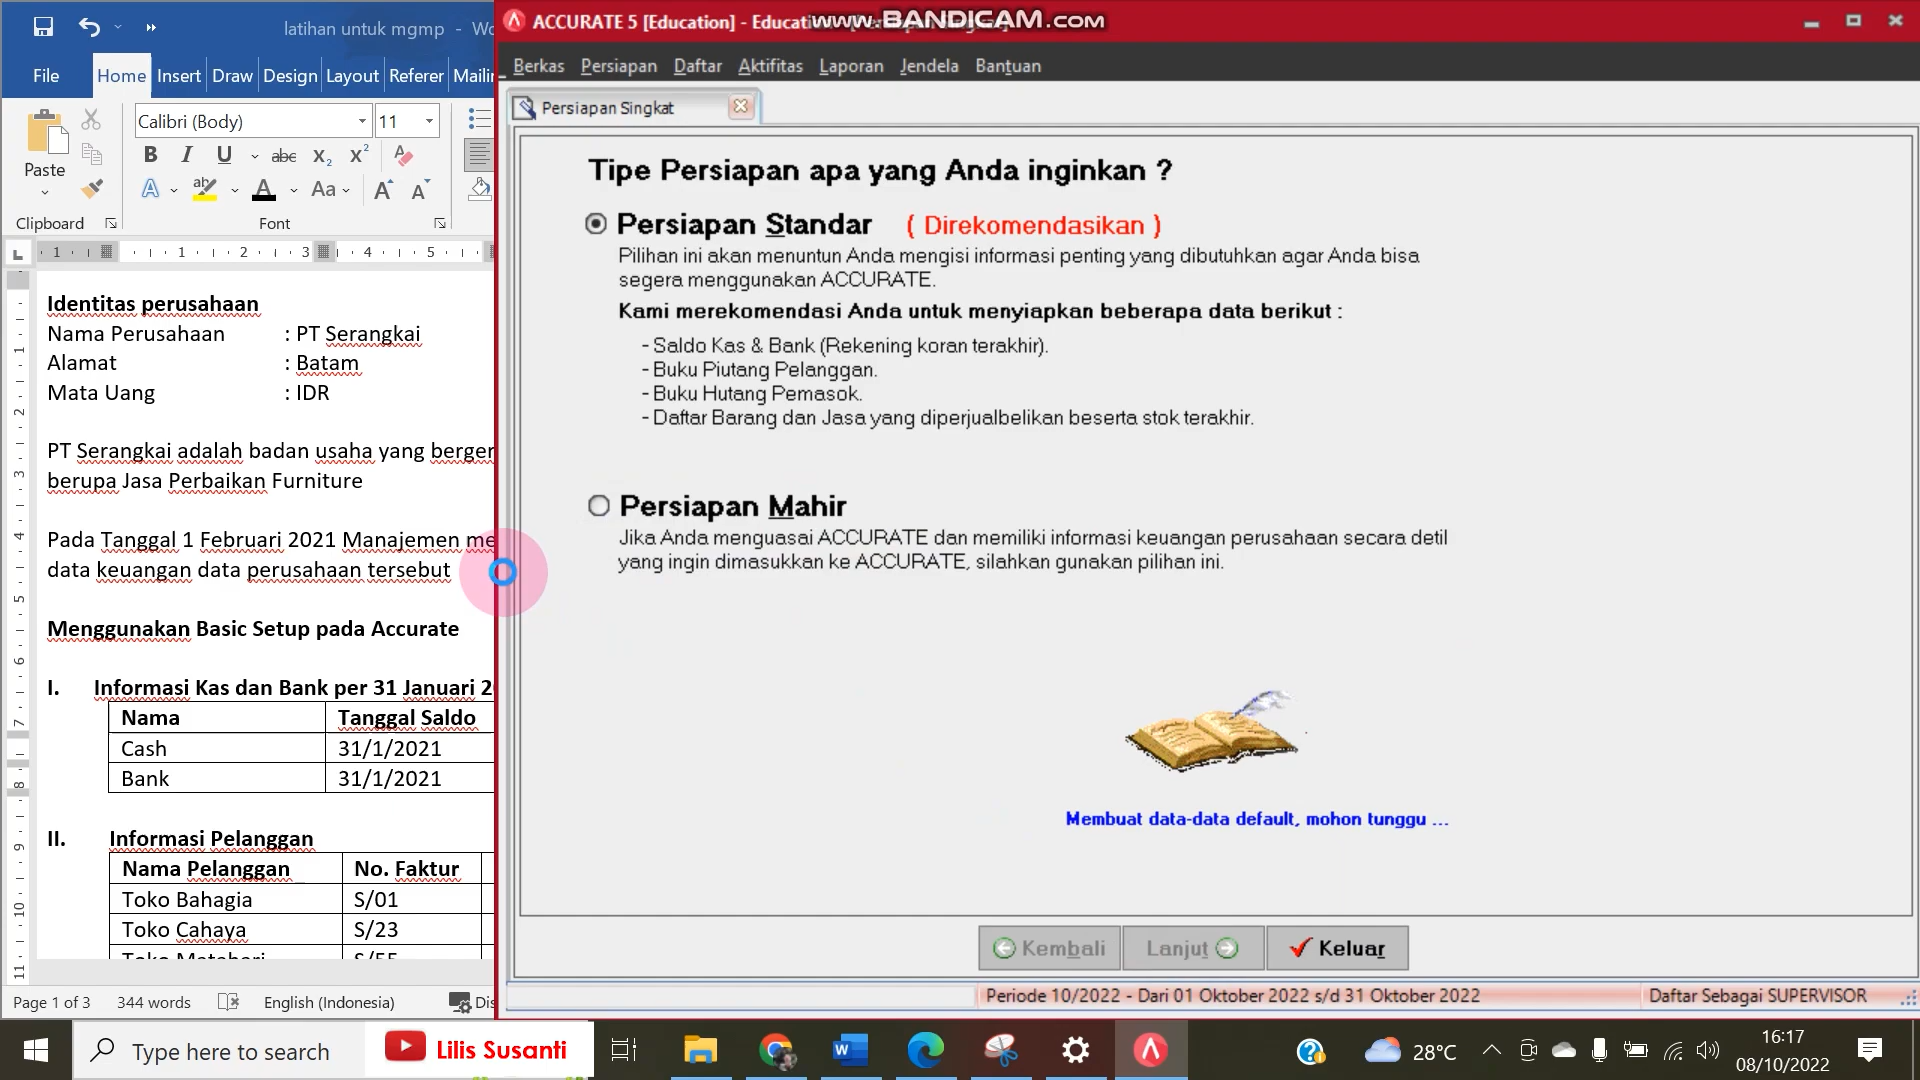 latihan untuk mgmp - Wo
File Home Insert Draw Design Layout Referer Mailin
Paste
Calibri (Body) 11
Clipboard Font
Identitas perusahaan
Nama Perusahaan : PT Serangkai
Alamat : Batam
Mata Uang : IDR
PT Serangkai adalah badan usaha yang berger
berupa Jasa Perbaikan Furniture
Pada Tanggal 1 Februari 2021 Manajemen me
data keuangan data perusahaan tersebut
Menggunakan Basic Setup pada Accurate
I. Informasi Kas dan Bank per 31 Januari 2
Nama Tanggal Saldo
Cash 31/1/2021
Bank 31/1/2021
II. Informasi Pelanggan
Nama Pelanggan No. Faktur
Toko Bahagia S/01
Toko Cahaya S/23
Toko Matahari S/55
Page 1 of 3 344 words English (Indonesia) Dis
ACCURATE 5 [Education] - Educati
www.BANDICAM.com
Berkas Persiapan Daftar Aktifitas Laporan Jendela Bantuan
Persiapan Singkat
Tipe Persiapan apa yang Anda inginkan ?
Persiapan Standar ( Direkomendasikan )
Pilihan ini akan menuntun Anda mengisi informasi penting yang dibutuhkan agar Anda bisa
segera menggunakan ACCURATE.
Kami merekomendasi Anda untuk menyiapkan beberapa data berikut :
- Saldo Kas & Bank (Rekening koran terakhir).
- Buku Piutang Pelanggan.
- Buku Hutang Pemasok.
- Daftar Barang dan Jasa yang diperjualbelikan beserta stok terakhir.
Persiapan Mahir
Jika Anda menguasai ACCURATE dan memiliki informasi keuangan perusahaan secara detil
yang ingin dimasukkan ke ACCURATE, silahkan gunakan pilihan ini.
Membuat data-data default, mohon tunggu ...
Kembali Lanjut Keluar
Periode 10/2022 - Dari 01 Oktober 2022 s/d 31 Oktober 2022 Daftar Sebagai SUPERVISOR
Type here to search
Lilis Susanti
28°C
16:17
08/10/2022